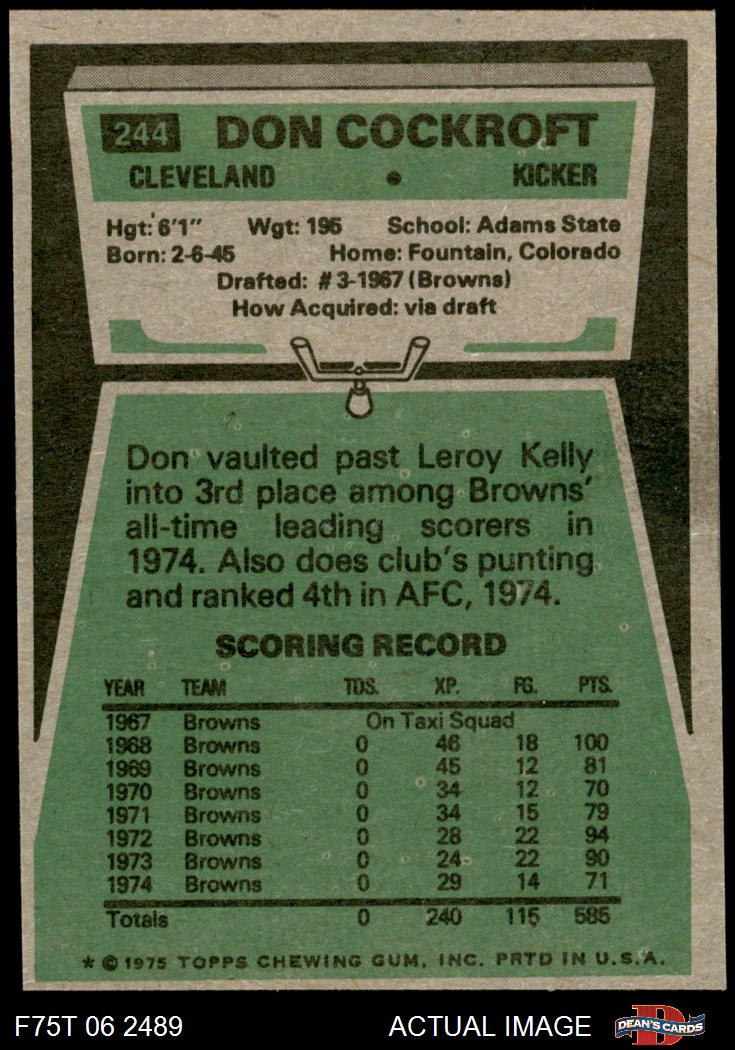 244 DON COCKROFT
CLEVELAND • KICKER
Hgt: 6'1" Wgt: 195 School: Adams State
Born: 2-6-45 Home: Fountain, Colorado
Drafted: #3-1967 (Browns)
How Acquired: via draft
Don vaulted past Leroy Kelly
into 3rd place among Browns'
all-time leading scorers in
1974. Also does club's punting
and ranked 4th in AFC, 1974.
SCORING RECORD
YEAR TEAM TDS. XP. FG. PTS.
1967 Browns On Taxi Squad
1968 Browns 0 46 18 100
1969 Browns 0 45 12 81
1970 Browns 0 34 12 70
1971 Browns 0 34 15 79
1972 Browns 0 28 22 94
1973 Browns 0 24 22 90
1974 Browns 0 29 14 71
Totals 0 240 115 585
* © 1975 TOPPS CHEWING GUM, INC. PRTD IN U.S.A.
F75T 06 2489 ACTUAL IMAGE D DEAN'S CARDS